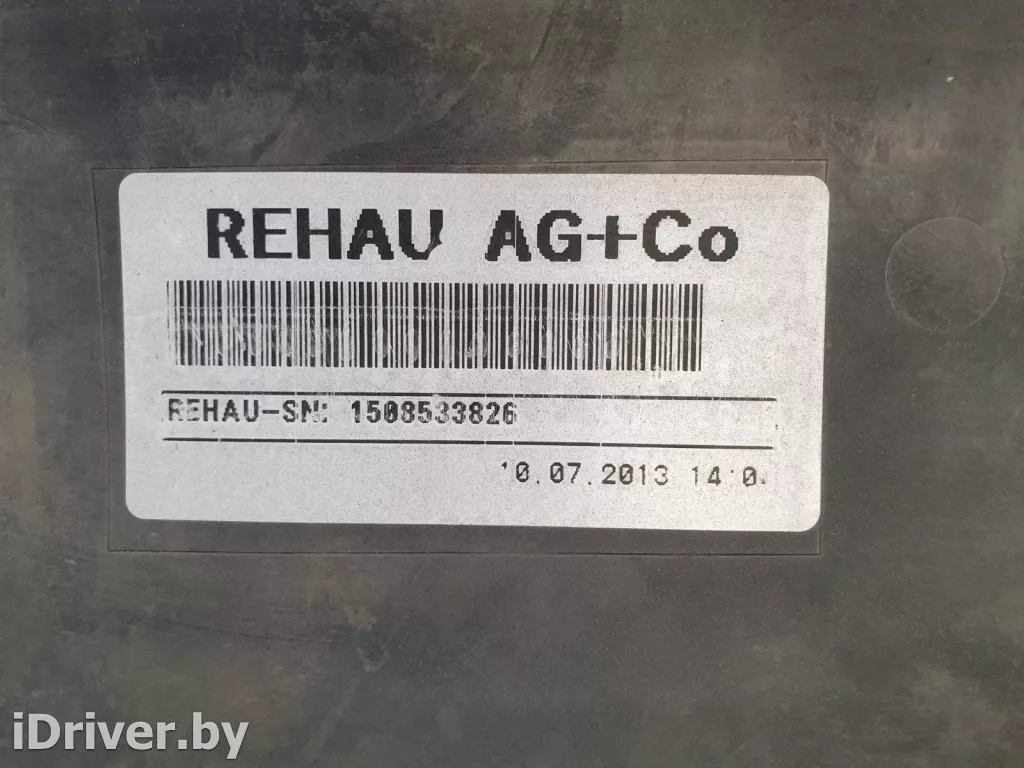 REHAU AG+Co
REHAU-SN: 1508533826
10.07.2013 14:0
iDriver.by